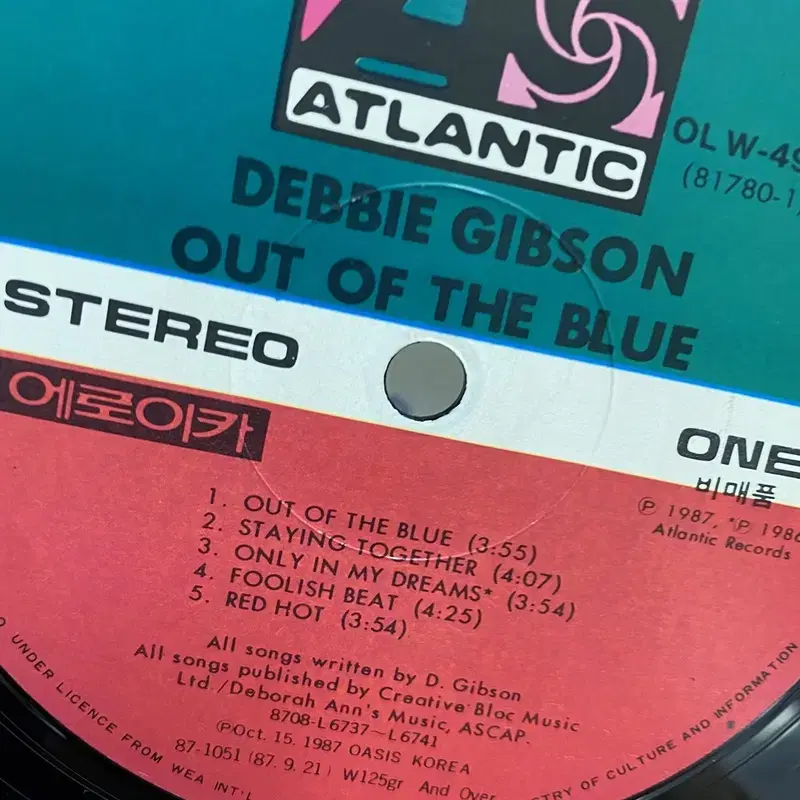 ATLANTIC
OL W-49
(81780-1
DEBBIE GIBSON
OUT OF THE BLUE
STEREO
ONE
에로이카
비매품
℗ 1987, *℗ 1986
Atlantic Records
1. OUT OF THE BLUE (3:55)
2. STAYING TOGETHER (4:07)
3. ONLY IN MY DREAMS* (3:54)
4. FOOLISH BEAT (4:25)
5. RED HOT (3:54)
All songs written by D. Gibson
All songs published by Creative Bloc Music
Ltd./Deborah Ann's Music, ASCAP.
8708-L6737~L6741
℗Oct. 15. 1987 OASIS KOREA
87-1051 (87. 9. 21) W125gr And Over
UNDER LICENCE FROM WEA INT'L
OF CULTURE AND INFORMATION